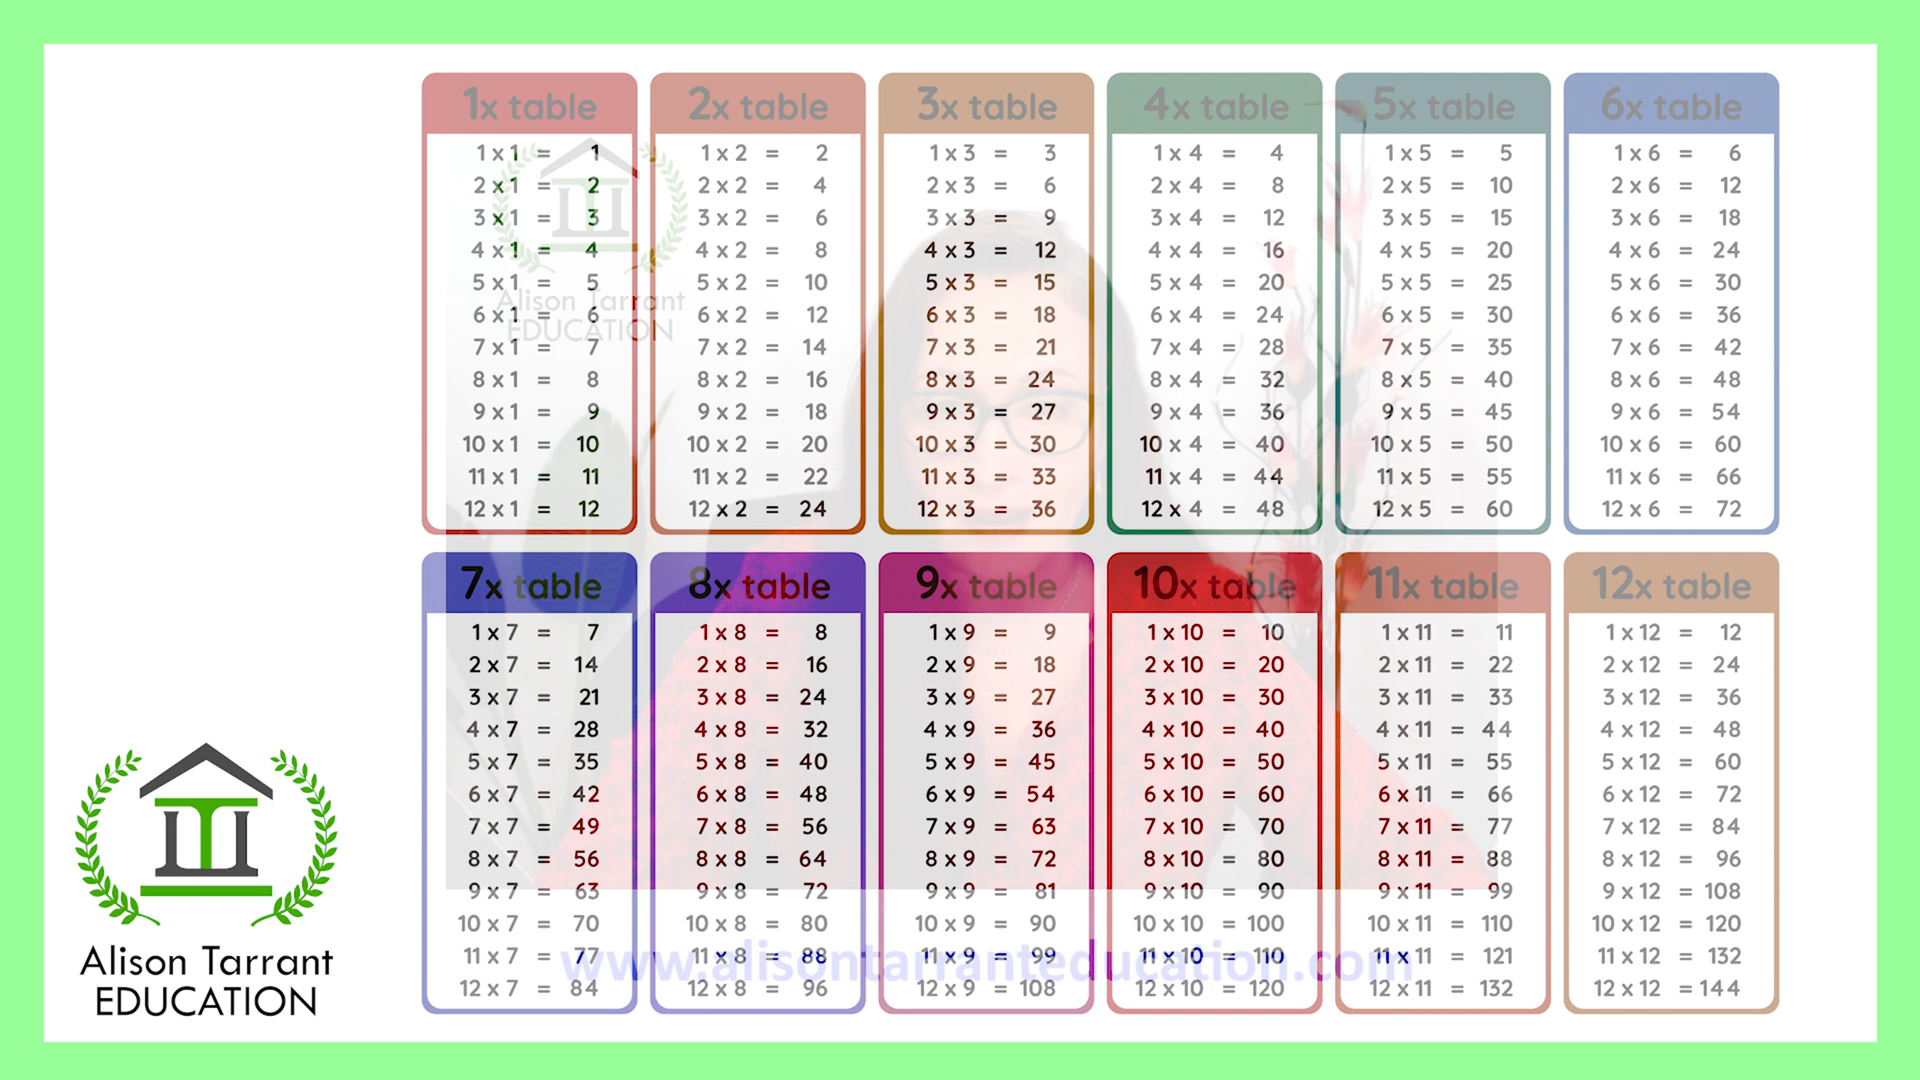 1x table
1 x 1 = 1
2 x 1 = 2
3 x 1 = 3
4 x 1 = 4
5 x 1 = 5
6 x 1 = 6
7 x 1 = 7
8 x 1 = 8
9 x 1 = 9
10 x 1 = 10
11 x 1 = 11
12 x 1 = 12
2x table
1 x 2 = 2
2 x 2 = 4
3 x 2 = 6
4 x 2 = 8
5 x 2 = 10
6 x 2 = 12
7 x 2 = 14
8 x 2 = 16
9 x 2 = 18
10 x 2 = 20
11 x 2 = 22
12 x 2 = 24
3x table
1 x 3 = 3
2 x 3 = 6
3 x 3 = 9
4 x 3 = 12
5 x 3 = 15
6 x 3 = 18
7 x 3 = 21
8 x 3 = 24
9 x 3 = 27
10 x 3 = 30
11 x 3 = 33
12 x 3 = 36
4x table
1 x 4 = 4
2 x 4 = 8
3 x 4 = 12
4 x 4 = 16
5 x 4 = 20
6 x 4 = 24
7 x 4 = 28
8 x 4 = 32
9 x 4 = 36
10 x 4 = 40
11 x 4 = 44
12 x 4 = 48
5x table
1 x 5 = 5
2 x 5 = 10
3 x 5 = 15
4 x 5 = 20
5 x 5 = 25
6 x 5 = 30
7 x 5 = 35
8 x 5 = 40
9 x 5 = 45
10 x 5 = 50
11 x 5 = 55
12 x 5 = 60
6x table
1 x 6 = 6
2 x 6 = 12
3 x 6 = 18
4 x 6 = 24
5 x 6 = 30
6 x 6 = 36
7 x 6 = 42
8 x 6 = 48
9 x 6 = 54
10 x 6 = 60
11 x 6 = 66
12 x 6 = 72
Alison Tarrant
EDUCATION
7x table
1 x 7 = 7
2 x 7 = 14
3 x 7 = 21
4 x 7 = 28
5 x 7 = 35
6 x 7 = 42
7 x 7 = 49
8 x 7 = 56
9 x 7 = 63
10 x 7 = 70
11 x 7 = 77
12 x 7 = 84
8x table
1 x 8 = 8
2 x 8 = 16
3 x 8 = 24
4 x 8 = 32
5 x 8 = 40
6 x 8 = 48
7 x 8 = 56
8 x 8 = 64
9 x 8 = 72
10 x 8 = 80
11 x 8 = 88
12 x 8 = 96
9x table
1 x 9 = 9
2 x 9 = 18
3 x 9 = 27
4 x 9 = 36
5 x 9 = 45
6 x 9 = 54
7 x 9 = 63
8 x 9 = 72
9 x 9 = 81
10 x 9 = 90
11 x 9 = 99
12 x 9 = 108
10x table
1 x 10 = 10
2 x 10 = 20
3 x 10 = 30
4 x 10 = 40
5 x 10 = 50
6 x 10 = 60
7 x 10 = 70
8 x 10 = 80
9 x 10 = 90
10 x 10 = 100
11 x 10 = 110
12 x 10 = 120
11x table
1 x 11 = 11
2 x 11 = 22
3 x 11 = 33
4 x 11 = 44
5 x 11 = 55
6 x 11 = 66
7 x 11 = 77
8 x 11 = 88
9 x 11 = 99
10 x 11 = 110
11 x 11 = 121
12 x 11 = 132
12x table
1 x 12 = 12
2 x 12 = 24
3 x 12 = 36
4 x 12 = 48
5 x 12 = 60
6 x 12 = 72
7 x 12 = 84
8 x 12 = 96
9 x 12 = 108
10 x 12 = 120
11 x 12 = 132
12 x 12 = 144
www.alisontarranteducation.com
Alison Tarrant
EDUCATION